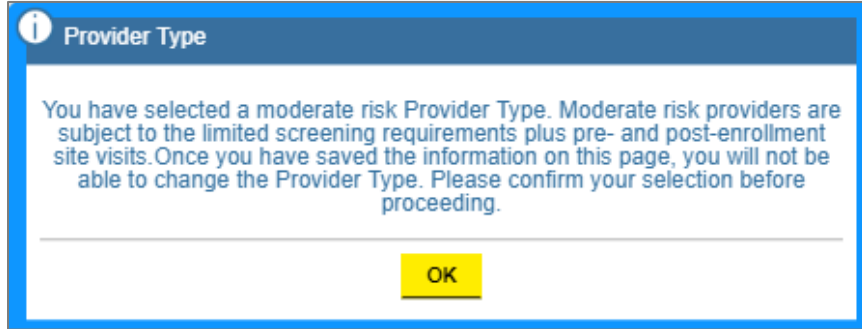 Provider Type
You have selected a moderate risk Provider Type. Moderate risk providers are
subject to the limited screening requirements plus pre- and post-enrollment
site visits.Once you have saved the information on this page, you will not be
able to change the Provider Type. Please confirm your selection before
proceeding.
OK